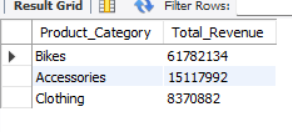 Result Grid Filter Rows:
Product_Category Total_Revenue
Bikes 61782134
Accessories 15117992
Clothing 8370882